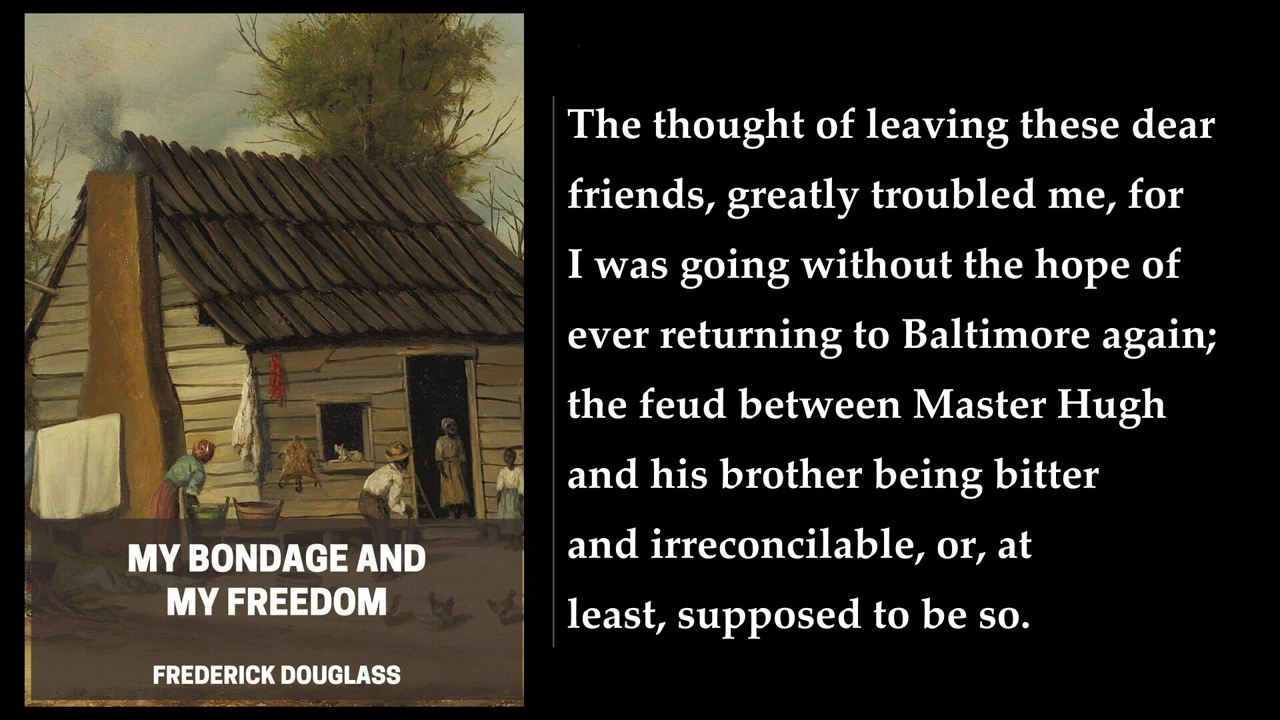 MY BONDAGE AND
MY FREEDOM
FREDERICK DOUGLASS
The thought of leaving these dear
friends, greatly troubled me, for
I was going without the hope of
ever returning to Baltimore again;
the feud between Master Hugh
and his brother being bitter
and irreconcilable, or, at
least, supposed to be so.